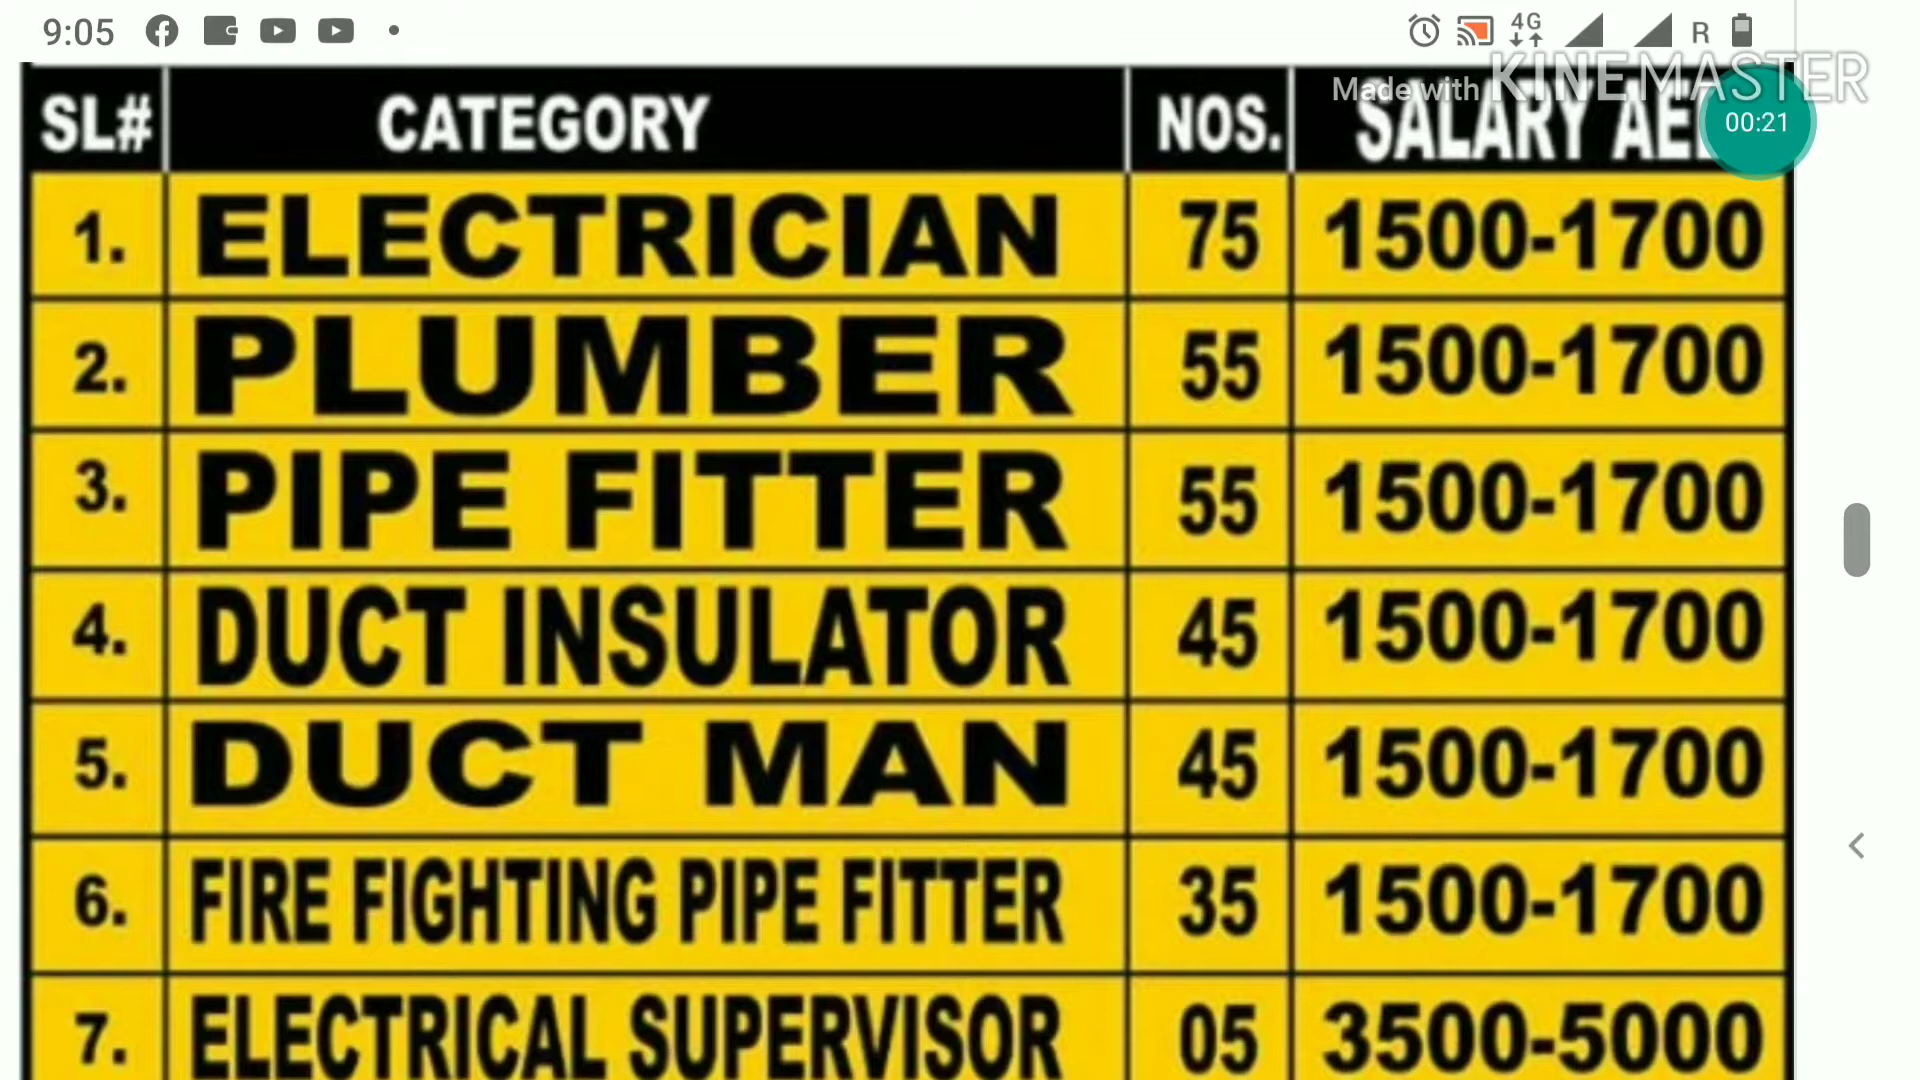 9:05 4G R
Made with KINEMASTER
00:21
SL# CATEGORY NOS. SALARY
1. ELECTRICIAN 75 1500-1700
2. PLUMBER 55 1500-1700
3. PIPE FITTER 55 1500-1700
4. DUCT INSULATOR 45 1500-1700
5. DUCT MAN 45 1500-1700
6. FIRE FIGHTING PIPE FITTER 35 1500-1700
7. ELECTRICAL SUPERVISOR 05 3500-5000